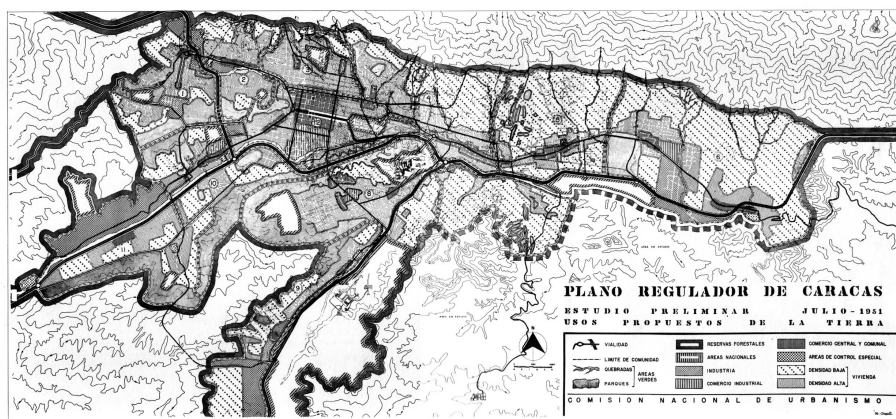 PLANO REGULADOR DE CARACAS
ESTUDIO PRELIMINAR JULIO-1951
USOS PROPUESTOS DE LA TIERRA
VIALIDAD
LIMITE DE COMUNIDAD
QUEBRADAS
PARQUES
AREAS VERDES
RESERVAS FORESTALES
AREAS NACIONALES
INDUSTRIA
COMERCIO INDUSTRIAL
COMERCIO CENTRAL Y COMUNAL
AREAS DE CONTROL ESPECIAL
DENSIDAD BAJA
DENSIDAD ALTA
VIVIENDA
COMISION NACIONAL DE URBANISMO